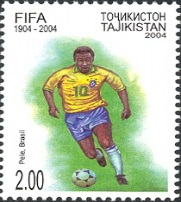 FIFA
1904 - 2004
ТОҶИКИСТОН
TAJIKISTAN
2004
10
Pele, Brasil
2.00